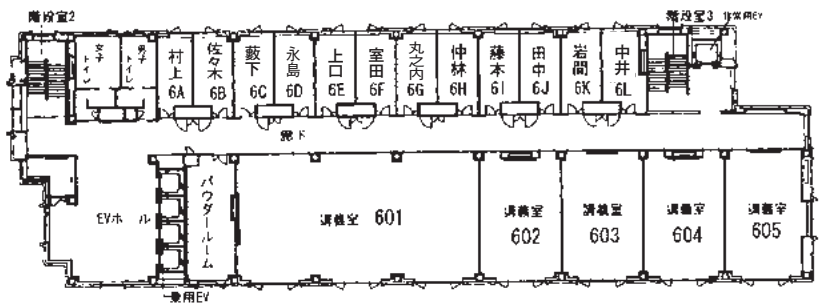 階段室2
階段室3
非常用EV
女子トイレ
男子トイレ
村上
6A
佐々木
6B
藪下
6C
永島
6D
上口
6E
室田
6F
丸之内
6G
仲林
6H
藤本
6I
田中
6J
岩間
6K
中井
6L
廊下
EVホール
パウダールーム
講義室 601
講義室
602
講義室
603
講義室
604
講義室
605
乗用EV